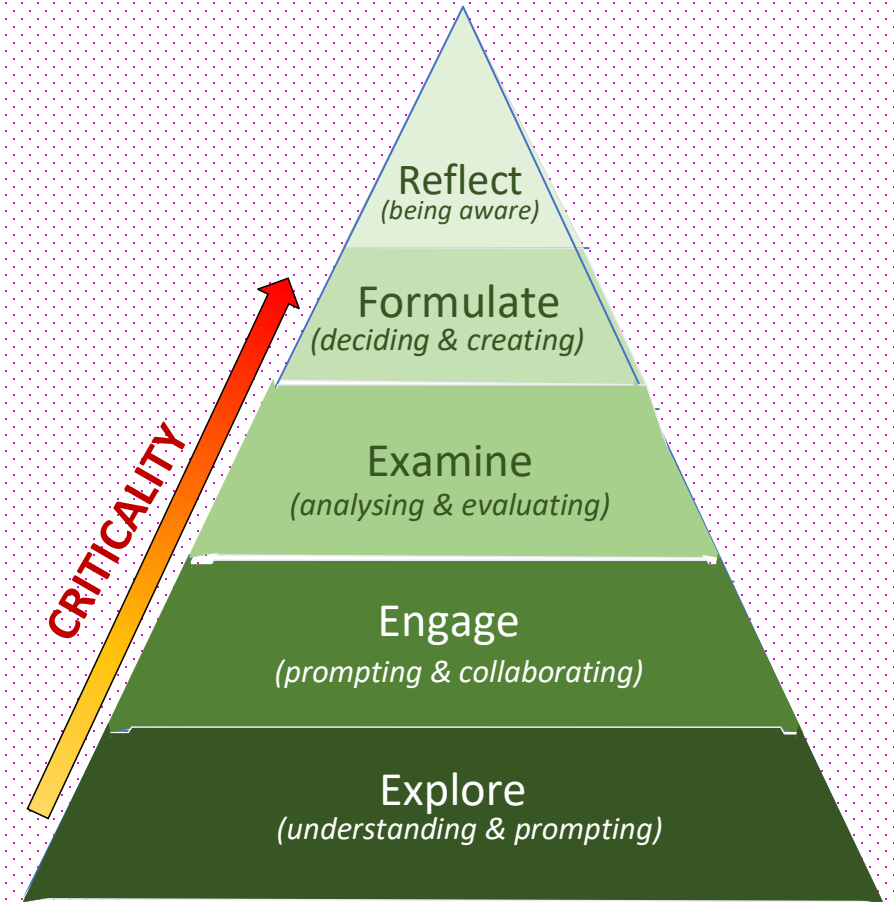 Reflect
(being aware)
Formulate
(deciding & creating)
CRITICALITY
Examine
(analysing & evaluating)
Engage
(prompting & collaborating)
Explore
(understanding & prompting)